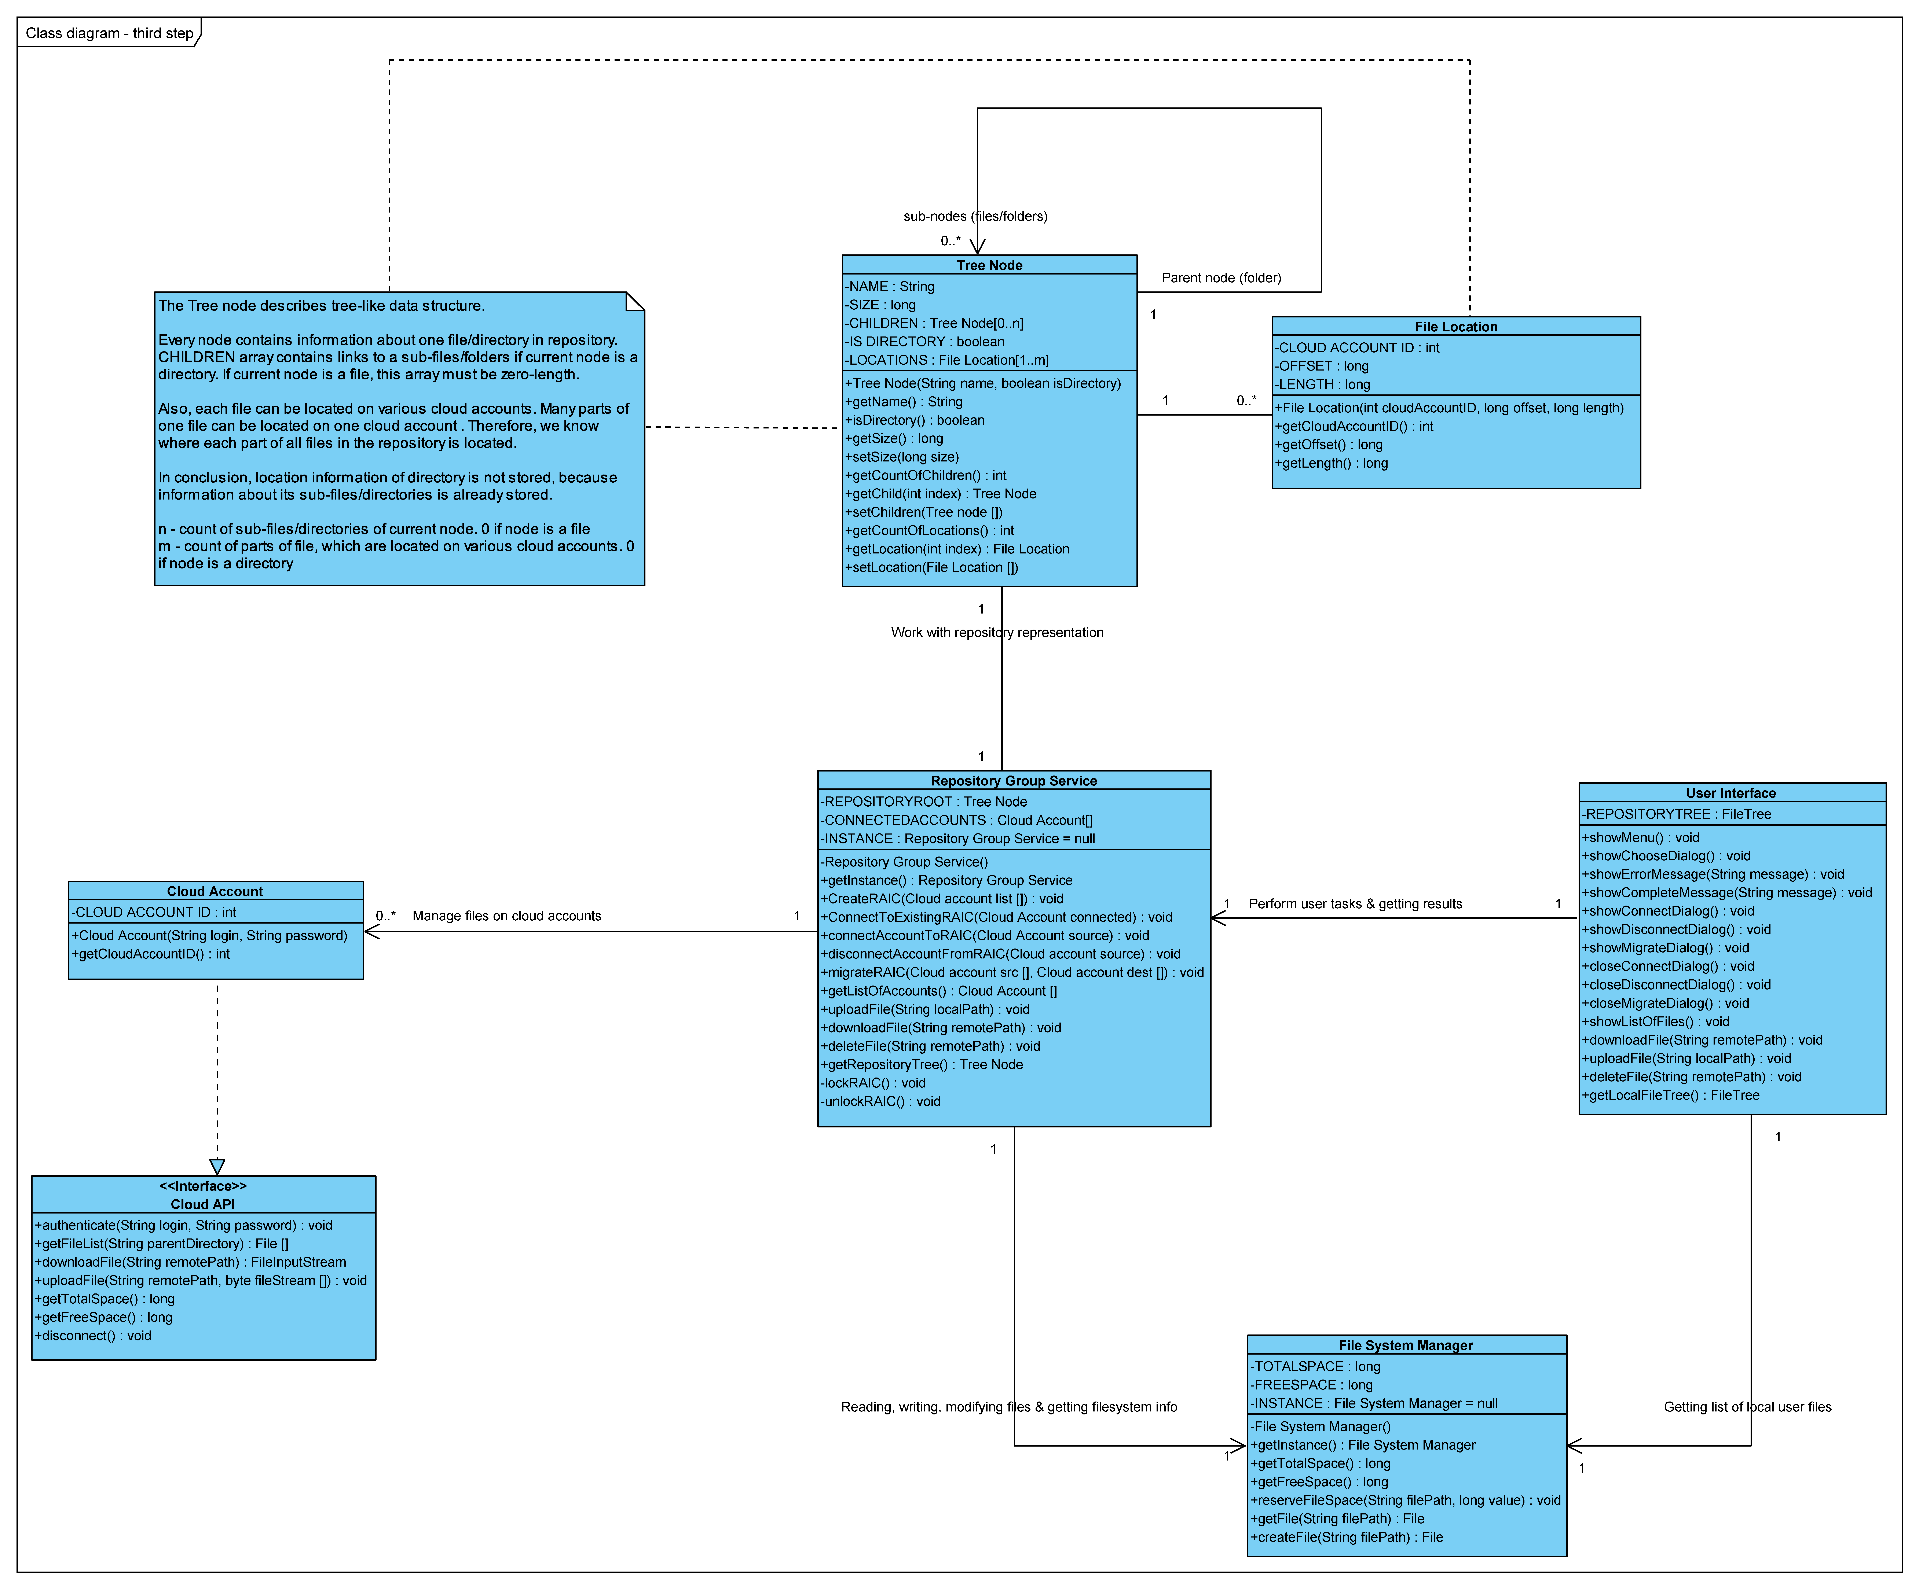 Class diagram - third step
sub-nodes (files/folders)
0..*
Tree Node
-NAME : String
-SIZE : long
-CHILDREN : Tree Node[0..n]
-IS DIRECTORY : boolean
-LOCATIONS : File Location[1..m]
+Tree Node(String name, boolean isDirectory)
+getName() : String
+isDirectory() : boolean
+getSize() : long
+setSize(long size)
+getCountOfChildren() : int
+getChild(int index) : Tree Node
+setChildren(Tree node [])
+getCountOfLocations() : int
+getLocation(int index) : File Location
+setLocation(File Location [])
Parent node (folder)
1
1
0..*
File Location
-CLOUD ACCOUNT ID : int
-OFFSET : long
-LENGTH : long
+File Location(int cloudAccountID, long offset, long length)
+getCloudAccountID() : int
+getOffset() : long
+getLength() : long
The Tree node describes tree-like data structure.
Every node contains information about one file/directory in repository.
CHILDREN array contains links to a sub-files/folders if current node is a
directory. If current node is a file, this array must be zero-length.
Also, each file can be located on various cloud accounts. Many parts of
one file can be located on one cloud account . Therefore, we know
where each part of all files in the repository is located.
In conclusion, location information of directory is not stored, because
information about its sub-files/directories is already stored.
n - count of sub-files/directories of current node. 0 if node is a file
m - count of parts of file, which are located on various cloud accounts. 0
if node is a directory
1
Work with repository representation
1
Repository Group Service
-REPOSITORYROOT : Tree Node
-CONNECTEDACCOUNTS : Cloud Account[]
-INSTANCE : Repository Group Service = null
-Repository Group Service()
+getInstance() : Repository Group Service
+CreateRAIC(Cloud account list []) : void
+ConnectToExistingRAIC(Cloud Account connected) : void
+connectAccountToRAIC(Cloud Account source) : void
+disconnectAccountFromRAIC(Cloud account source) : void
+migrateRAIC(Cloud account src [], Cloud account dest []) : void
+getListOfAccounts() : Cloud Account []
+uploadFile(String localPath) : void
+downloadFile(String remotePath) : void
+deleteFile(String remotePath) : void
+getRepositoryTree() : Tree Node
-lockRAIC() : void
-unlockRAIC() : void
1
Perform user tasks & getting results
1
User Interface
-REPOSITORYTREE : FileTree
+showMenu() : void
+showChooseDialog() : void
+showErrorMessage(String message) : void
+showCompleteMessage(String message) : void
+showConnectDialog() : void
+showDisconnectDialog() : void
+showMigrateDialog() : void
+closeConnectDialog() : void
+closeDisconnectDialog() : void
+closeMigrateDialog() : void
+showListOfFiles() : void
+downloadFile(String remotePath) : void
+uploadFile(String localPath) : void
+deleteFile(String remotePath) : void
+getLocalFileTree() : FileTree
Cloud Account
-CLOUD ACCOUNT ID : int
+Cloud Account(String login, String password)
+getCloudAccountID() : int
0..*
Manage files on cloud accounts
1
<<Interface>>
Cloud API
+authenticate(String login, String password) : void
+getFileList(String parentDirectory) : File []
+downloadFile(String remotePath) : FileInputStream
+uploadFile(String remotePath, byte fileStream []) : void
+getTotalSpace() : long
+getFreeSpace() : long
+disconnect() : void
1
Reading, writing, modifying files & getting filesystem info
1
1
Getting list of local user files
1
File System Manager
-TOTALSPACE : long
-FREESPACE : long
-INSTANCE : File System Manager = null
-File System Manager()
+getInstance() : File System Manager
+getTotalSpace() : long
+getFreeSpace() : long
+reserveFileSpace(String filePath, long value) : void
+getFile(String filePath) : File
+createFile(String filePath) : File